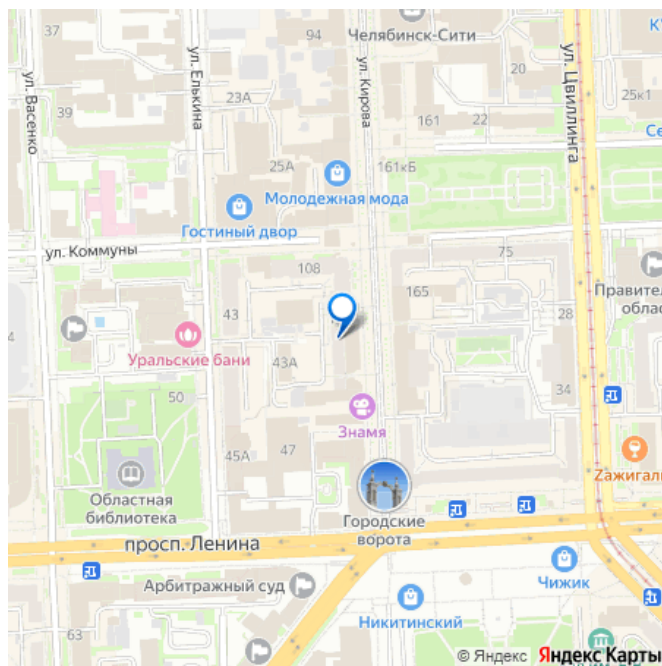 37
94
Челябинск-Сити
ул. Кирова
ул. Цвиллинга
20
25к1
ул. Васенко
ул. Елькина
39
23А
161
22
25А
161кБ
Молодежная мода
Гостиный двор
ул. Коммуны
108
75
43
165
28
Правител
облас
Уральские бани
43А
34
50
Знамя
Zажигал
45А
47
Областная
библиотека
Городские
ворота
просп. Ленина
Арбитражный суд
Чижик
Никитинский
63
© Яндекс Яндекс Карты